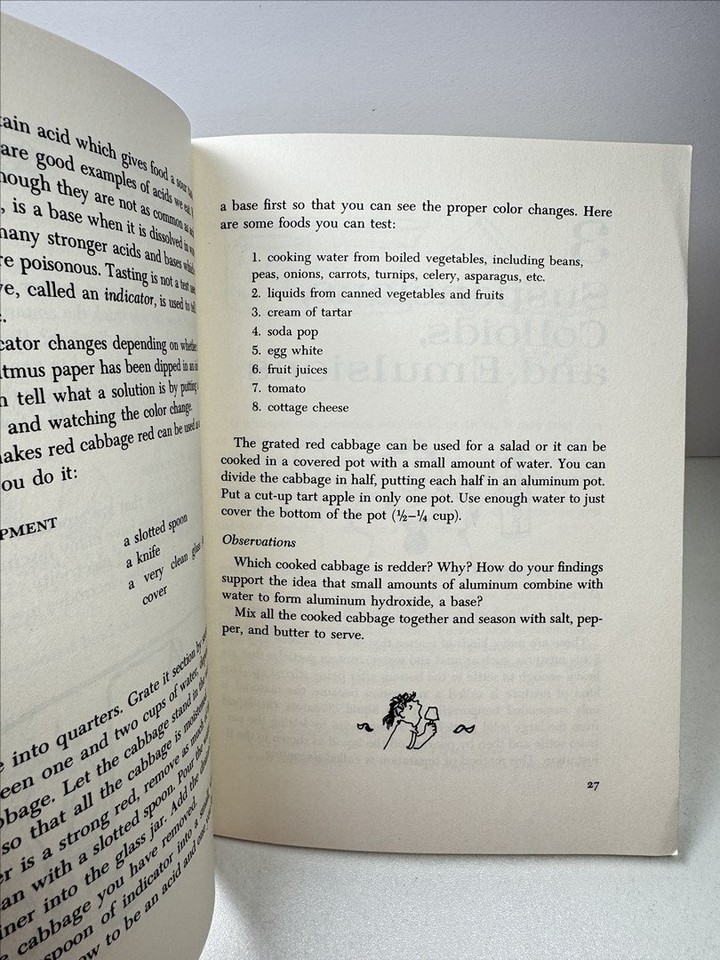 tain acid which gives food a sour
are good examples of acids we eat.
hough they are not as common as
, is a base when it is dissolved in
many stronger acids and bases which
re poisonous. Tasting is not a test
ve, called an indicator, is used to
cator changes depending on whether
tmus paper has been dipped in an
n tell what a solution is by putting
and watching the color change.
akes red cabbage red can be used
ou do it:
PMENT
a slotted spoon
a knife
a very clean glass
cover
into quarters. Grate it section by
een one and two cups of water,
bbage. Let the cabbage stand in the
so that all the cabbage is
er is a strong red, remove as much
an with a slotted spoon. Pour the
iner into the glass jar. Add the
cabbage you have removed.
spoon of indicator into a
ow to be an acid and one
a base first so that you can see the proper color changes. Here
are some foods you can test:
1. cooking water from boiled vegetables, including beans,
peas, onions, carrots, turnips, celery, asparagus, etc.
2. liquids from canned vegetables and fruits
3. cream of tartar
4. soda pop
5. egg white
6. fruit juices
7. tomato
8. cottage cheese
The grated red cabbage can be used for a salad or it can be
cooked in a covered pot with a small amount of water. You can
divide the cabbage in half, putting each half in an aluminum pot.
Put a cut-up tart apple in only one pot. Use enough water to just
cover the bottom of the pot (½–¼ cup).
Observations
Which cooked cabbage is redder? Why? How do your findings
support the idea that small amounts of aluminum combine with
water to form aluminum hydroxide, a base?
Mix all the cooked cabbage together and season with salt, pep-
per, and butter to serve.
27